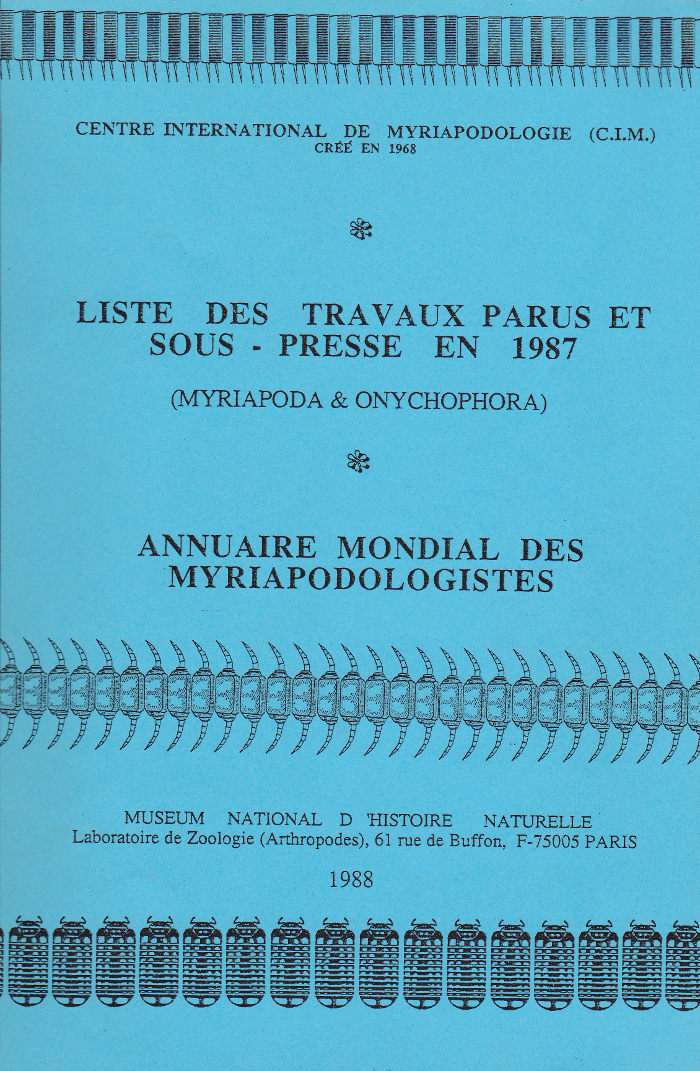 CENTRE INTERNATIONAL DE MYRIAPODOLOGIE (C.I.M.)
CRÉÉ EN 1968
LISTE DES TRAVAUX PARUS ET
SOUS - PRESSE EN 1987
(MYRIAPODA & ONYCHOPHORA)
ANNUAIRE MONDIAL DES
MYRIAPODOLOGISTES
MUSEUM NATIONAL D 'HISTOIRE NATURELLE
Laboratoire de Zoologie (Arthropodes), 61 rue de Buffon, F-75005 PARIS
1988